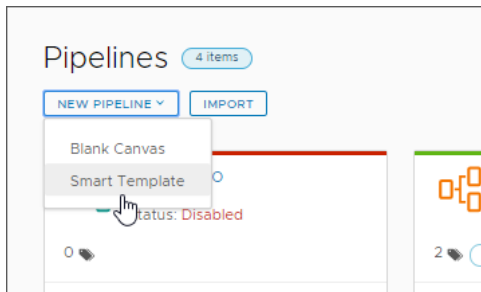 Pipelines 4 items
NEW PIPELINE IMPORT
Blank Canvas
Smart Template
Status: Disabled
0
2